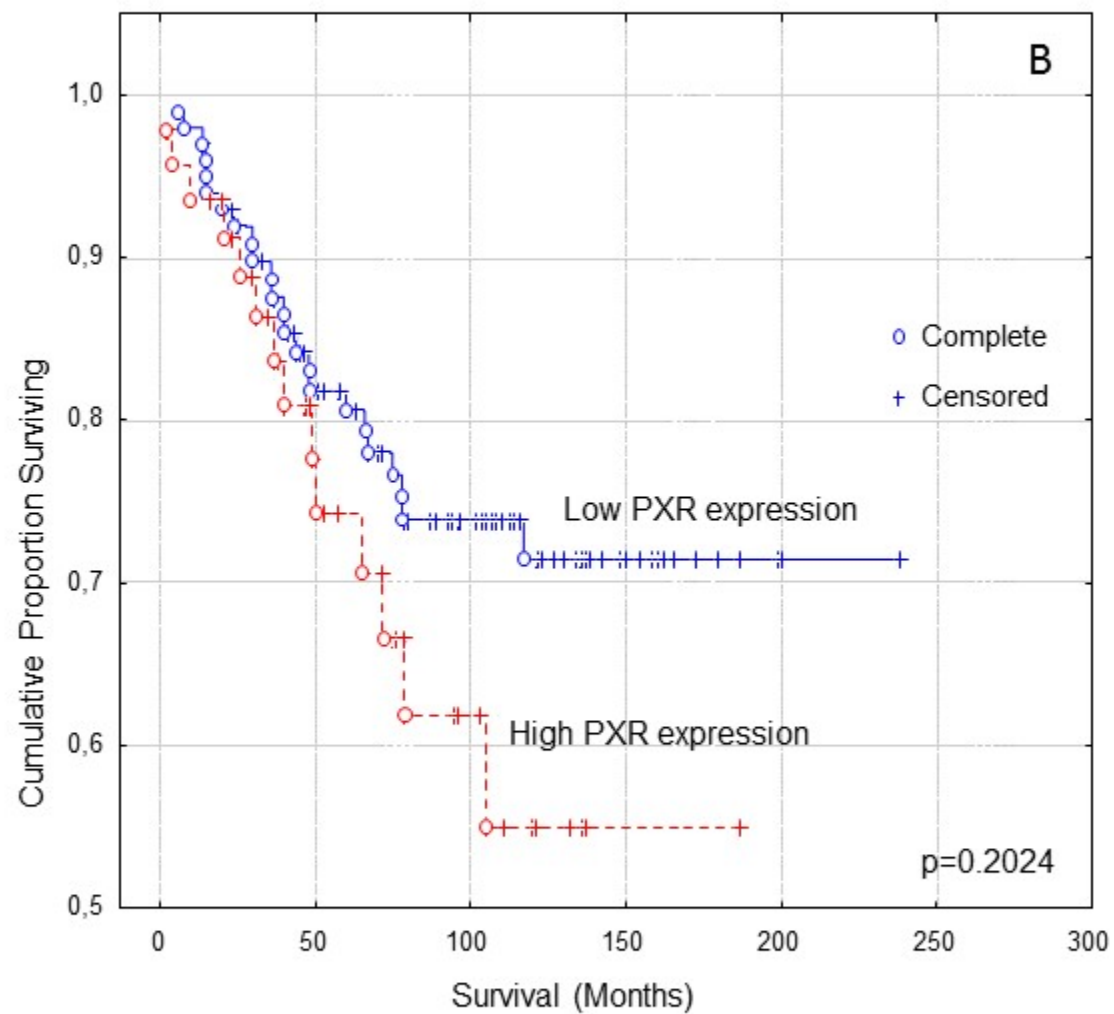 B
1,0
0,9
0,8
0,7
0,6
0,5
Cumulative Proportion Surviving
Complete
Censored
Low PXR expression
High PXR expression
p=0.2024
0 50 100 150 200 250 300
Survival (Months)